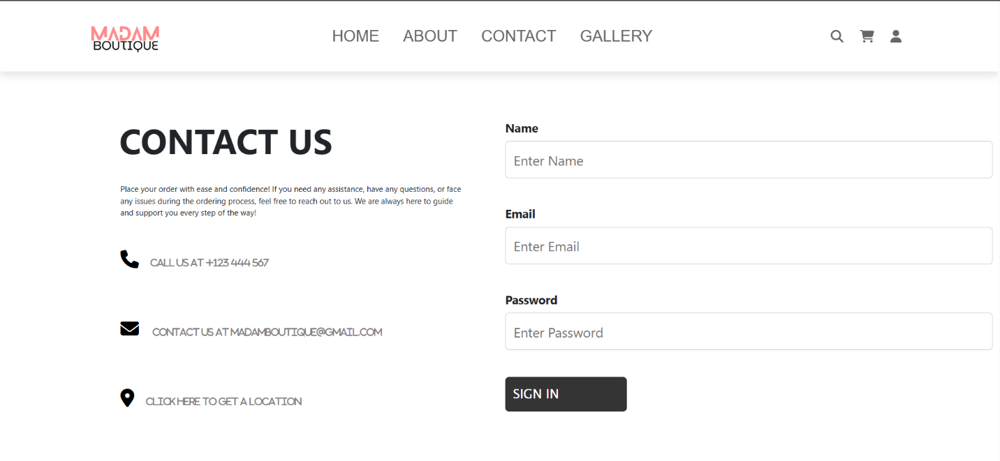 MADAM
BOUTIQUE
HOME ABOUT CONTACT GALLERY
CONTACT US
Place your order with ease and confidence! If you need any assistance, have any questions, or face
any issues during the ordering process, feel free to reach out to us. We are always here to guide
and support you every step of the way!
CALL US AT +123 444 567
CONTACT US AT MADAMBOUTIQUE@GMAIL.COM
CLICK HERE TO GET A LOCATION
Name
Enter Name
Email
Enter Email
Password
Enter Password
SIGN IN